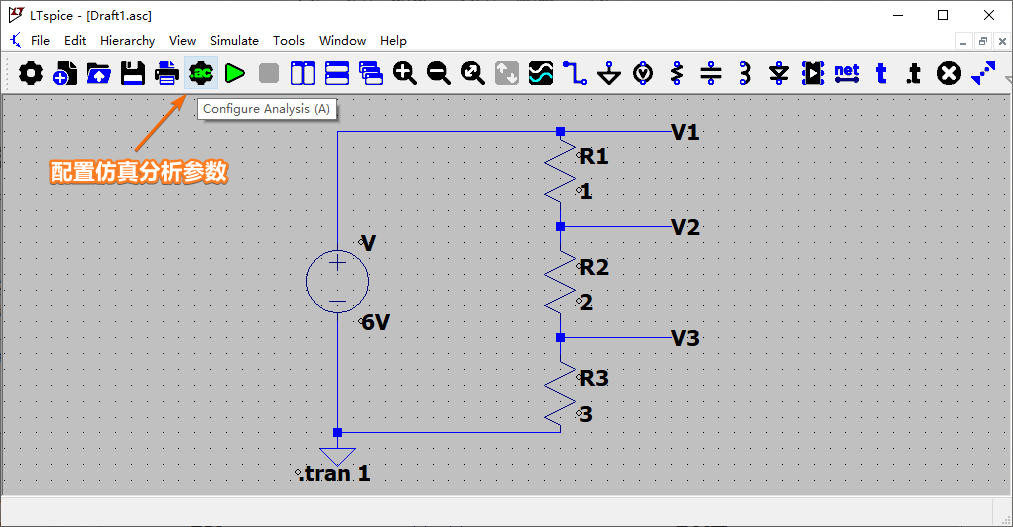 LTspice - [Draft1.asc]
File Edit Hierarchy View Simulate Tools Window Help
.ac net t .t
Configure Analysis (A)
配置仿真分析参数
V1
R1
1
V2
V
R2
2
6V
V3
R3
3
.tran 1